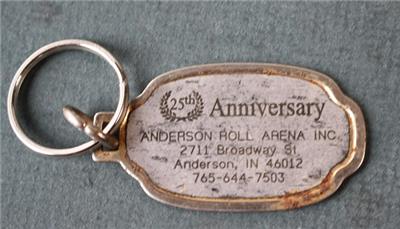 25th Anniversary
ANDERSON ROLL ARENA INC.
2711 Broadway St.
Anderson, IN 46012
765-644-7503